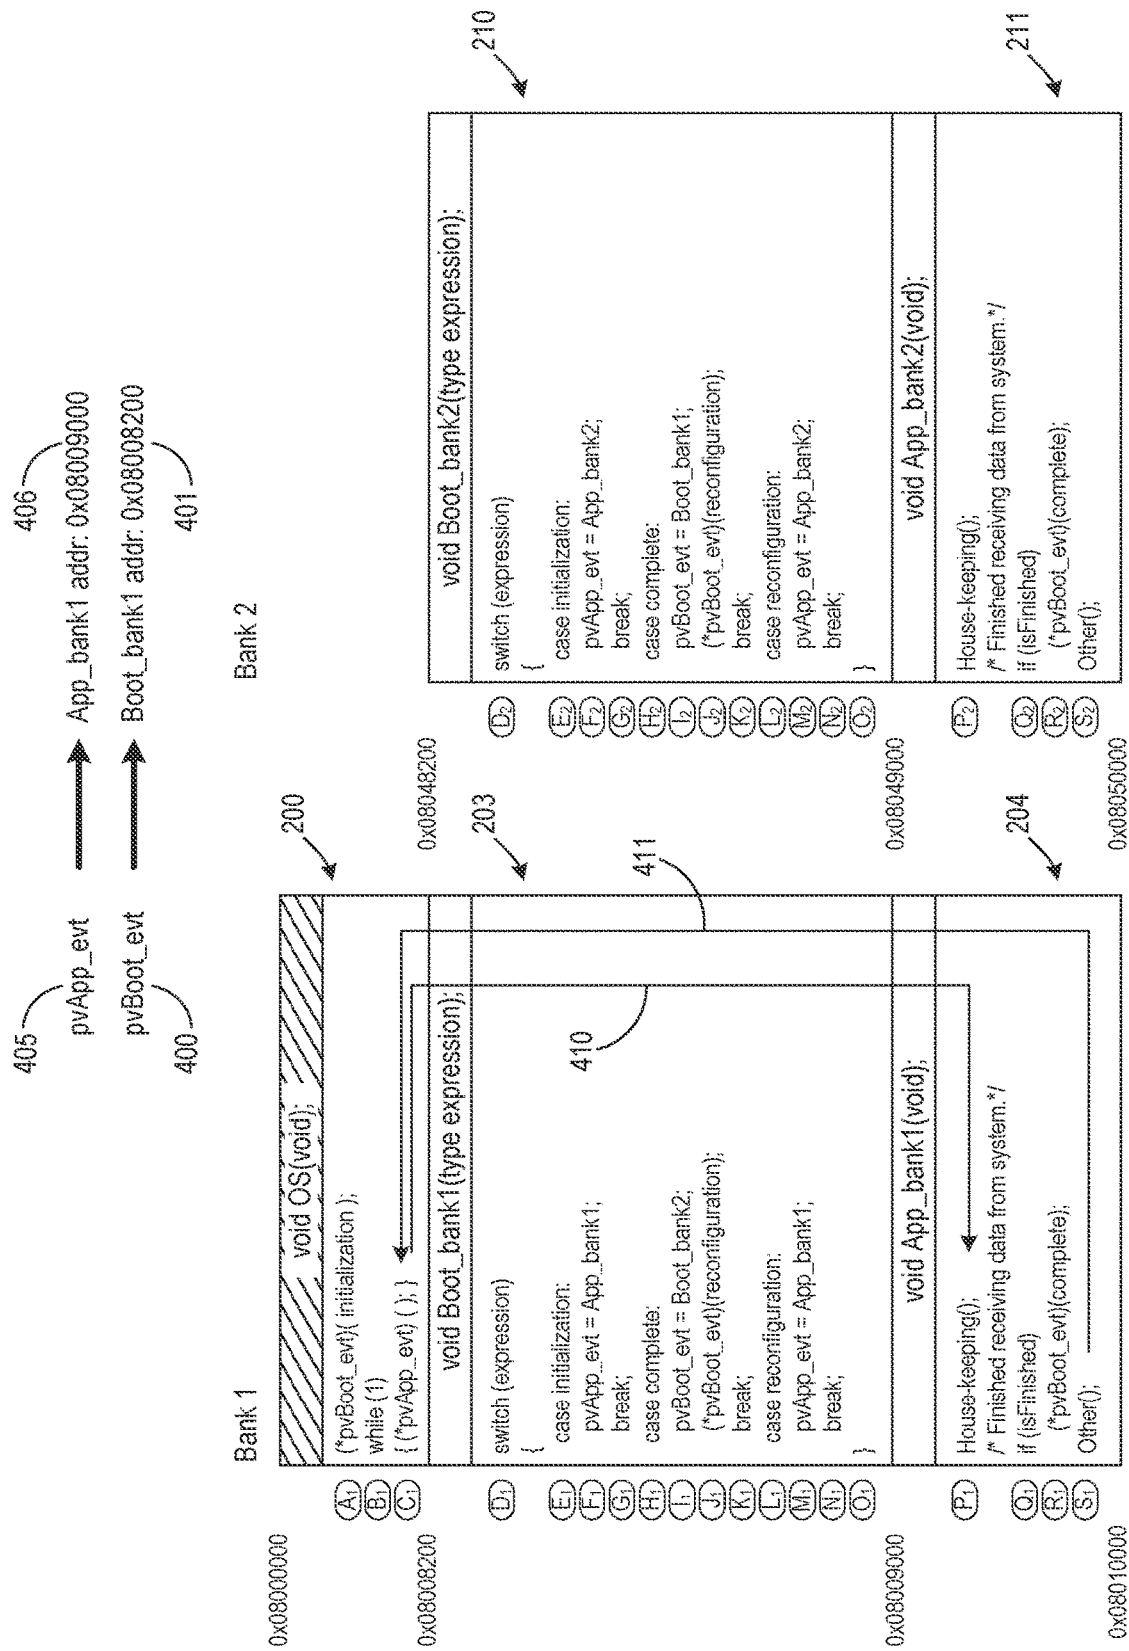 405
pvApp_evt
406
App_bank1 addr: 0x08009000
pvBoot_evt
400
Boot_bank1 addr: 0x08008200
401
Bank 1
0x08000000
void OS(void);
200
A1 (*pvBoot_evt)( initialization );
B1 while (1)
C1 { (*pvApp_evt) ( ); }
0x08008200
void Boot_bank1(type expression);
203
D1 switch (expression)
{
E1 case initialization:
F1 pvApp_evt = App_bank1;
G1 break;
H1 case complete:
I1 pvBoot_evt = Boot_bank2;
J1 (*pvBoot_evt)(reconfiguration);
K1 break;
L1 case reconfiguration:
M1 pvApp_evt = App_bank1;
N1 break;
O1 }
410
411
0x08009000
void App_bank1(void);
204
P1 House-keeping();
/* Finished receiving data from system.*/
Q1 if (isFinished)
R1 (*pvBoot_evt)(complete);
S1 Other();
0x08010000
Bank 2
0x08048200
void Boot_bank2(type expression);
210
D2 switch (expression)
{
E2 case initialization:
F2 pvApp_evt = App_bank2;
G2 break;
H2 case complete:
I2 pvBoot_evt = Boot_bank1;
J2 (*pvBoot_evt)(reconfiguration);
K2 break;
L2 case reconfiguration:
M2 pvApp_evt = App_bank2;
N2 break;
O2 }
0x08049000
void App_bank2(void);
211
P2 House-keeping();
/* Finished receiving data from system.*/
Q2 if (isFinished)
R2 (*pvBoot_evt)(complete);
S2 Other();
0x08050000